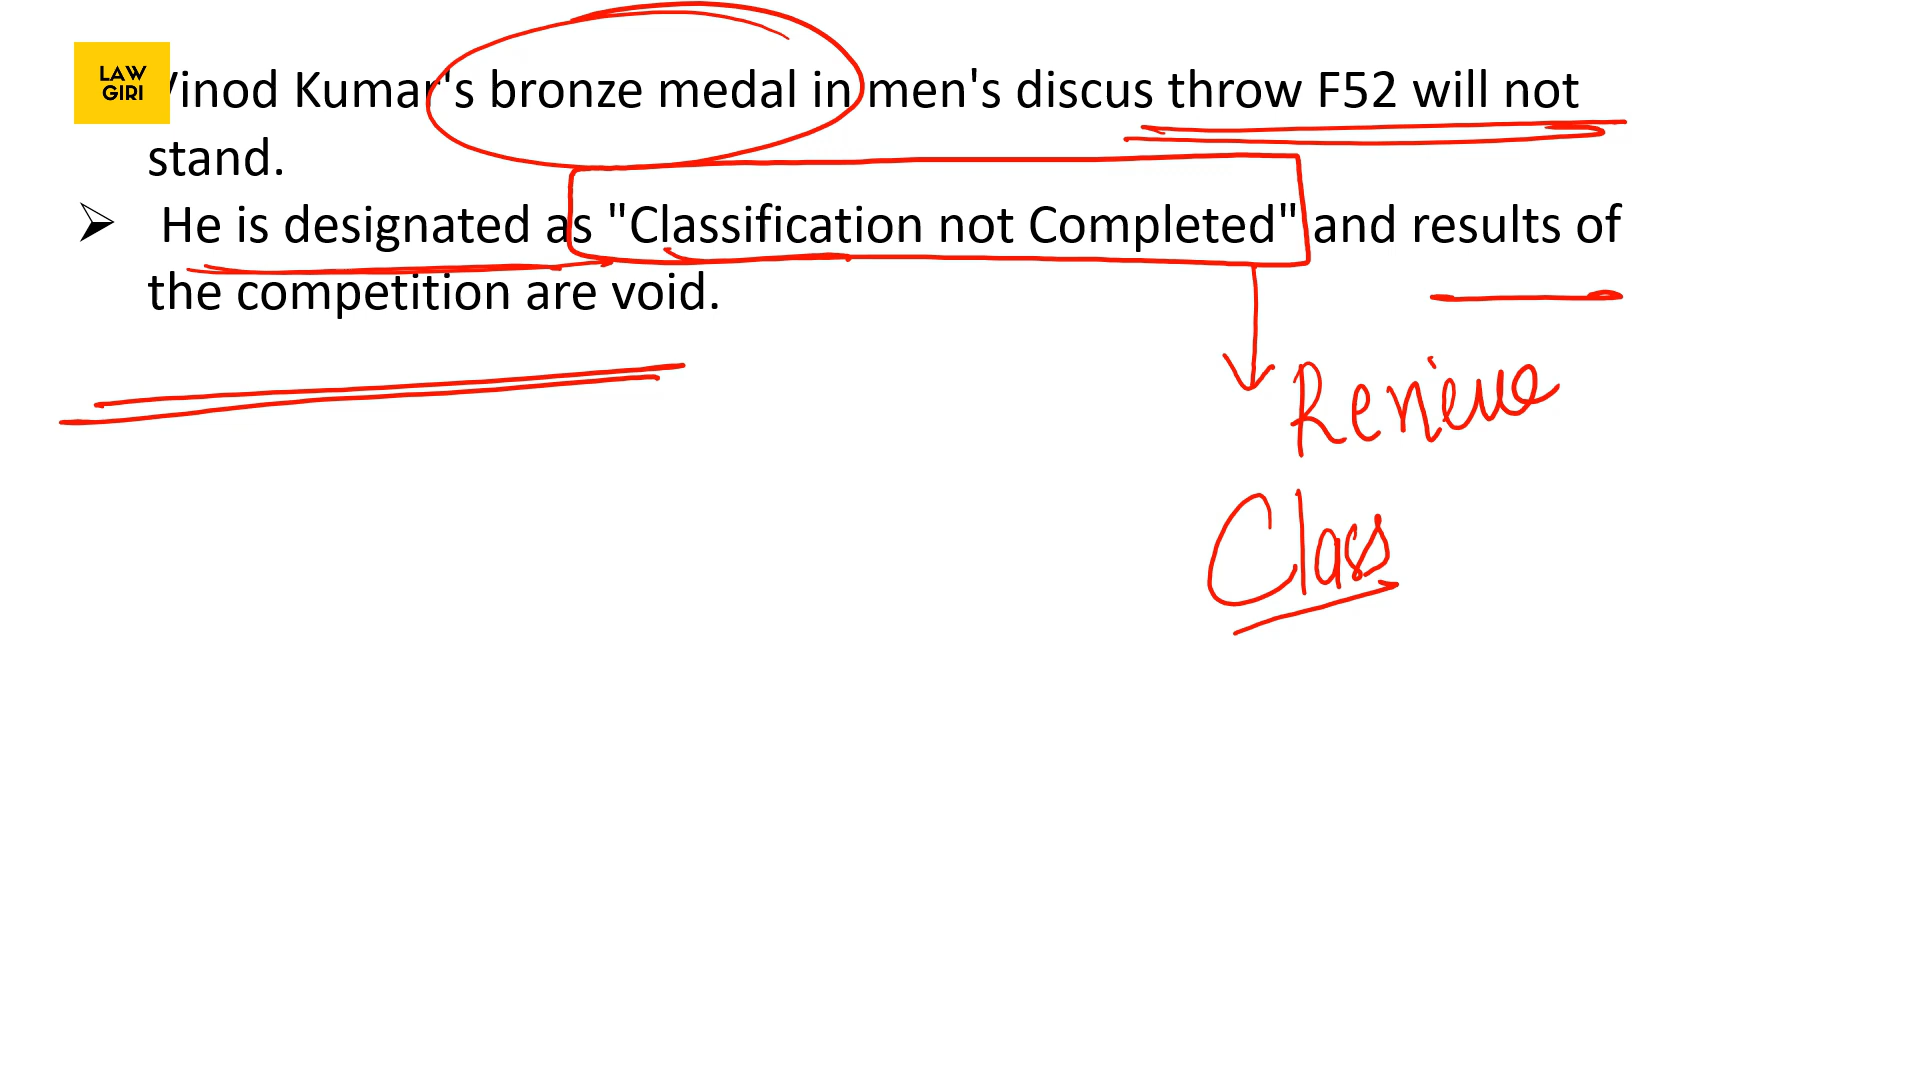 LAW
GIRI
Vinod Kumar's bronze medal in men's discus throw F52 will not
stand.
➢ He is designated as "Classification not Completed" and results of
the competition are void.
Review
Class